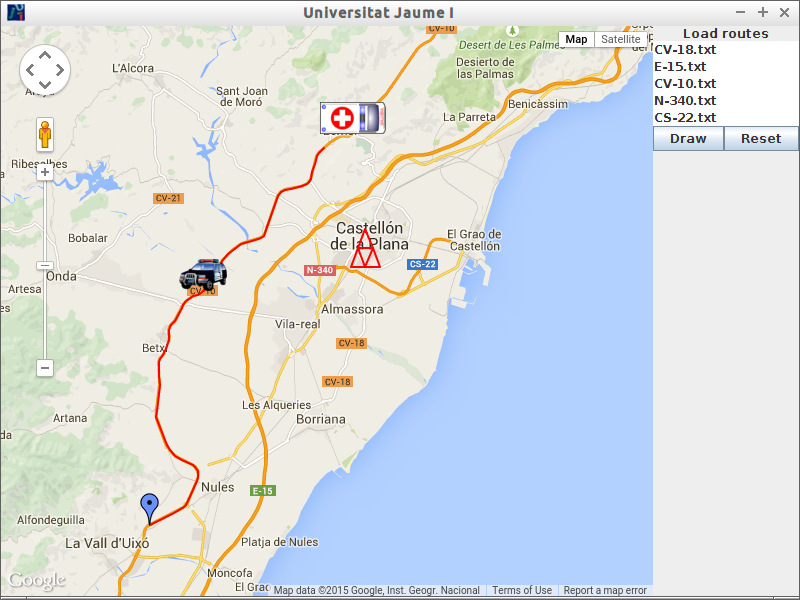 Universitat Jaume I
Load routes
CV-18.txt
E-15.txt
CV-10.txt
N-340.txt
CS-22.txt
Draw
Reset
Map
Satellite
CV-10
Desert de Les Palmes
Desierto de
las Palmas
L'Alcora
Sant Joan
de Moró
Benicàssim
La Parreta
Ribesalbes
CV-21
Castellón
de la Plana
El Grao de
Castellón
Bobalar
N-340
CS-22
Onda
CV-10
Artesa
Almassora
Vila-real
CV-18
Betxí
CV-18
Les Alqueries
Artana
Borriana
Nules
E-15
Alfondeguilla
La Vall d'Uixó
Platja de Nules
Moncofa
Google
Map data ©2015 Google, Inst. Geogr. Nacional
Terms of Use
Report a map error